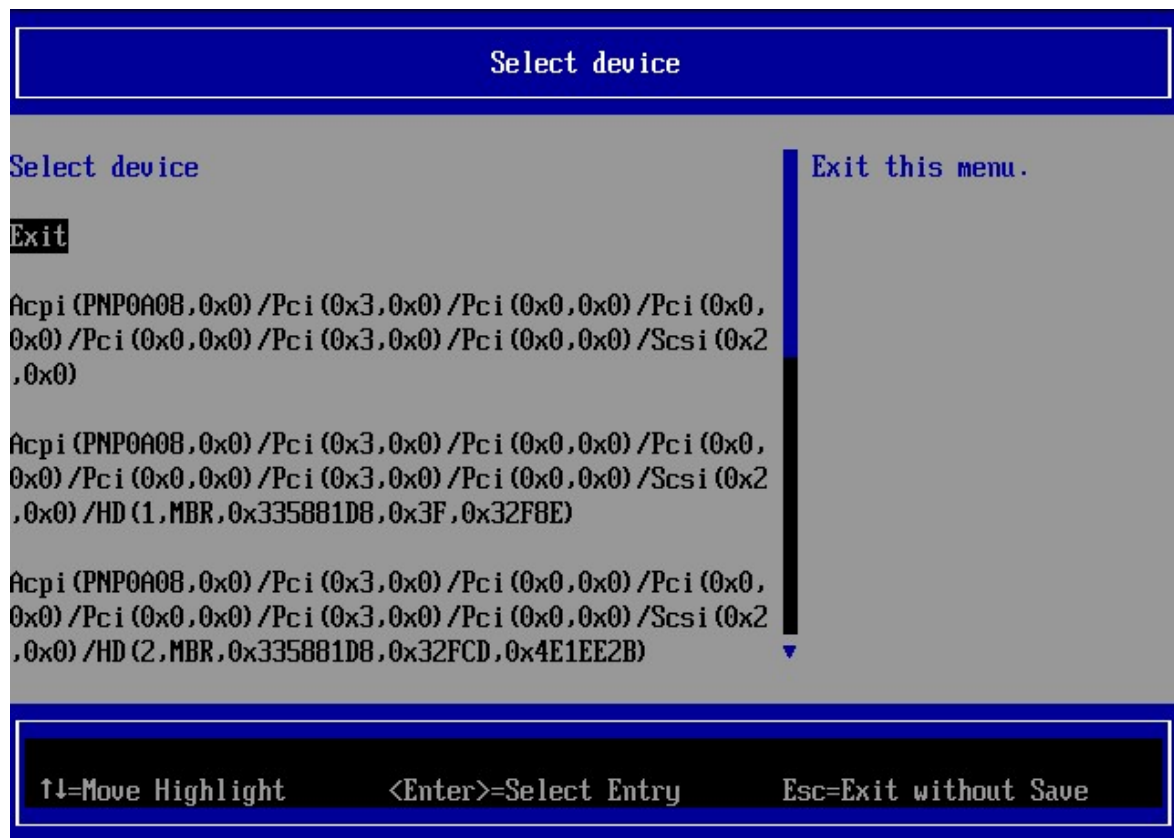 Select device
Select device
Exit this menu.
Exit
Acpi(PNP0A08,0x0)/Pci(0x3,0x0)/Pci(0x0,0x0)/Pci(0x0,
0x0)/Pci(0x0,0x0)/Pci(0x3,0x0)/Pci(0x0,0x0)/Scsi(0x2
,0x0)
Acpi(PNP0A08,0x0)/Pci(0x3,0x0)/Pci(0x0,0x0)/Pci(0x0,
0x0)/Pci(0x0,0x0)/Pci(0x3,0x0)/Pci(0x0,0x0)/Scsi(0x2
,0x0)/HD(1,MBR,0x335881D8,0x3F,0x32F8E)
Acpi(PNP0A08,0x0)/Pci(0x3,0x0)/Pci(0x0,0x0)/Pci(0x0,
0x0)/Pci(0x0,0x0)/Pci(0x3,0x0)/Pci(0x0,0x0)/Scsi(0x2
,0x0)/HD(2,MBR,0x335881D8,0x32FCD,0x4E1EE2B)
↑↓=Move Highlight <Enter>=Select Entry Esc=Exit without Save